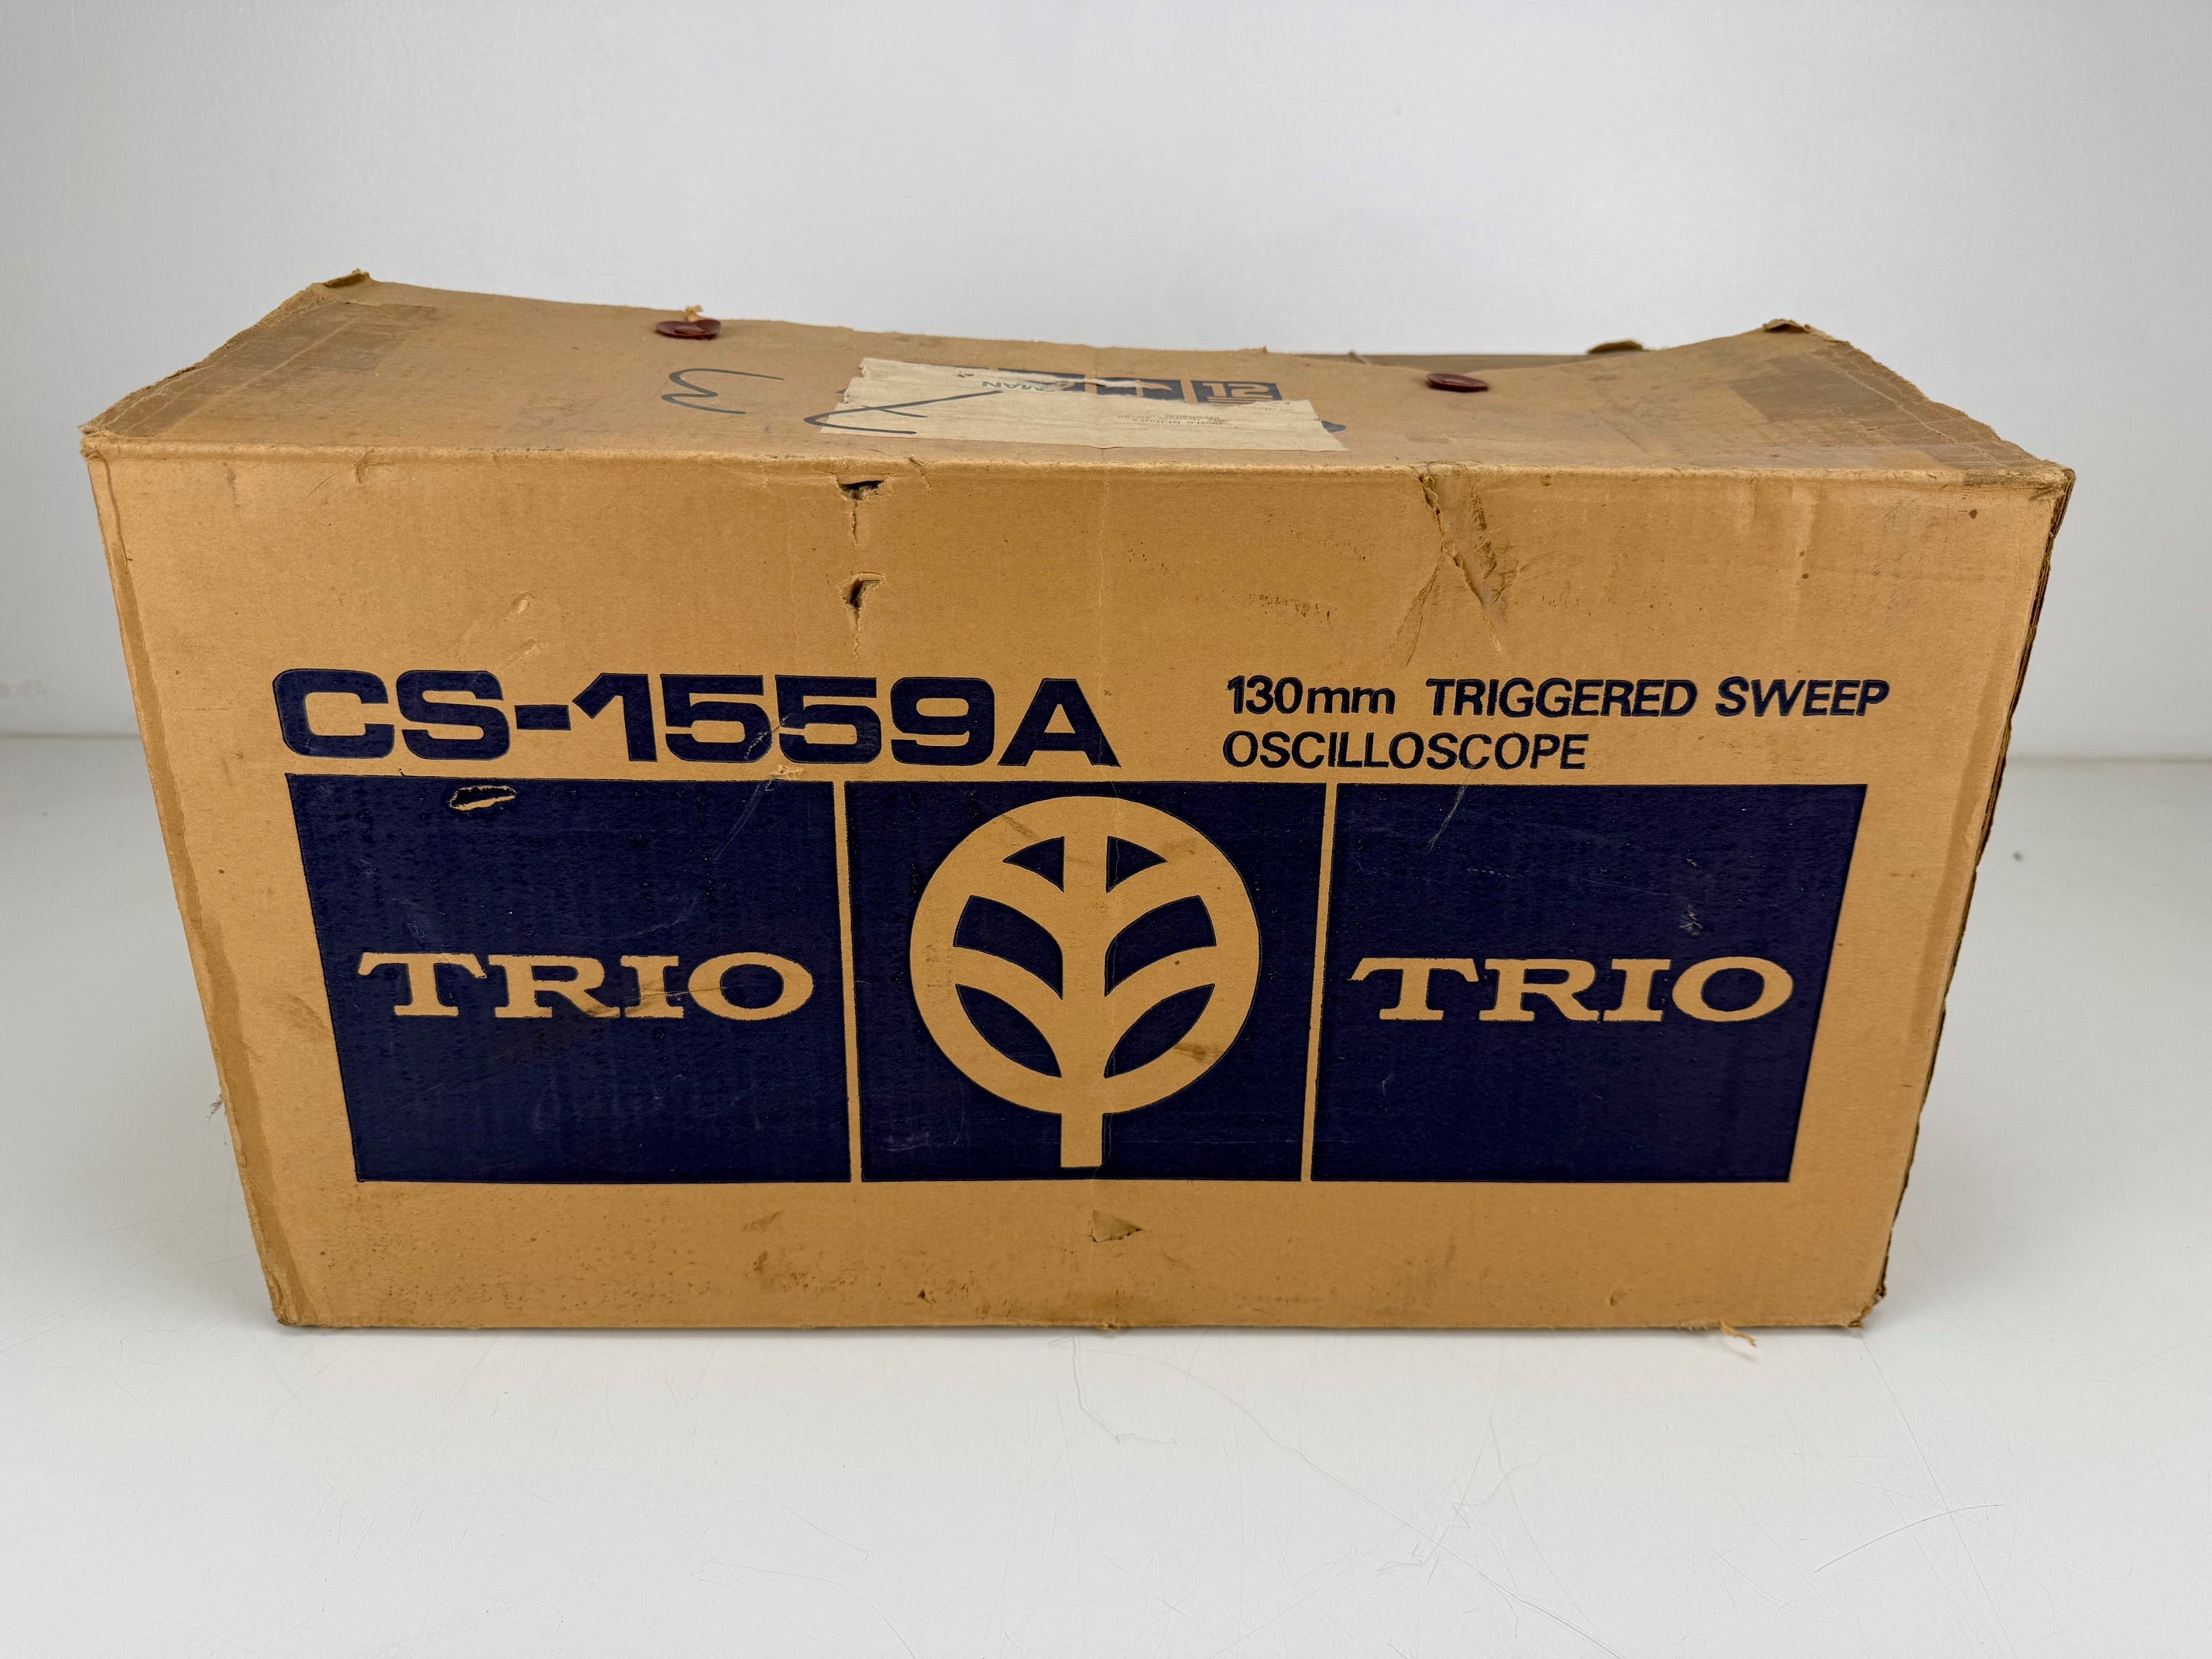 CS-1559A
130mm TRIGGERED SWEEP
OSCILLOSCOPE
TRIO
TRIO